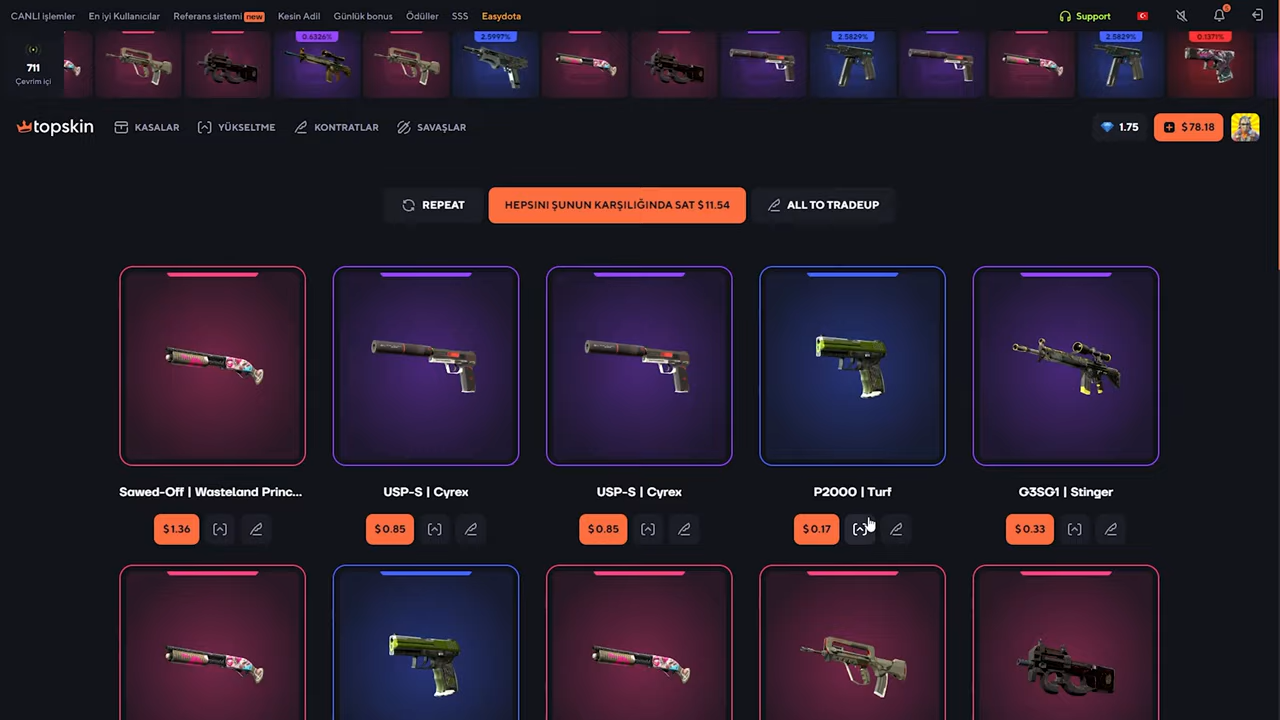 CANLI işlemler En iyi Kullanıcılar Referans sistemi new Kesin Adil Günlük bonus Ödüller SSS Easydota Support 5
0.6326% 2.5997% 2.5829% 2.5829% 0.1371%
711
Çevrim içi
topskin KASALAR YÜKSELTME KONTRATLAR SAVAŞLAR 1.75 $78.18
REPEAT HEPSINI ŞUNUN KARŞILIĞINDA SAT $11.54 ALL TO TRADEUP
Sawed-Off | Wasteland Princ... USP-S | Cyrex USP-S | Cyrex P2000 | Turf G3SG1 | Stinger
$1.36 $0.85 $0.85 $0.17 $0.33